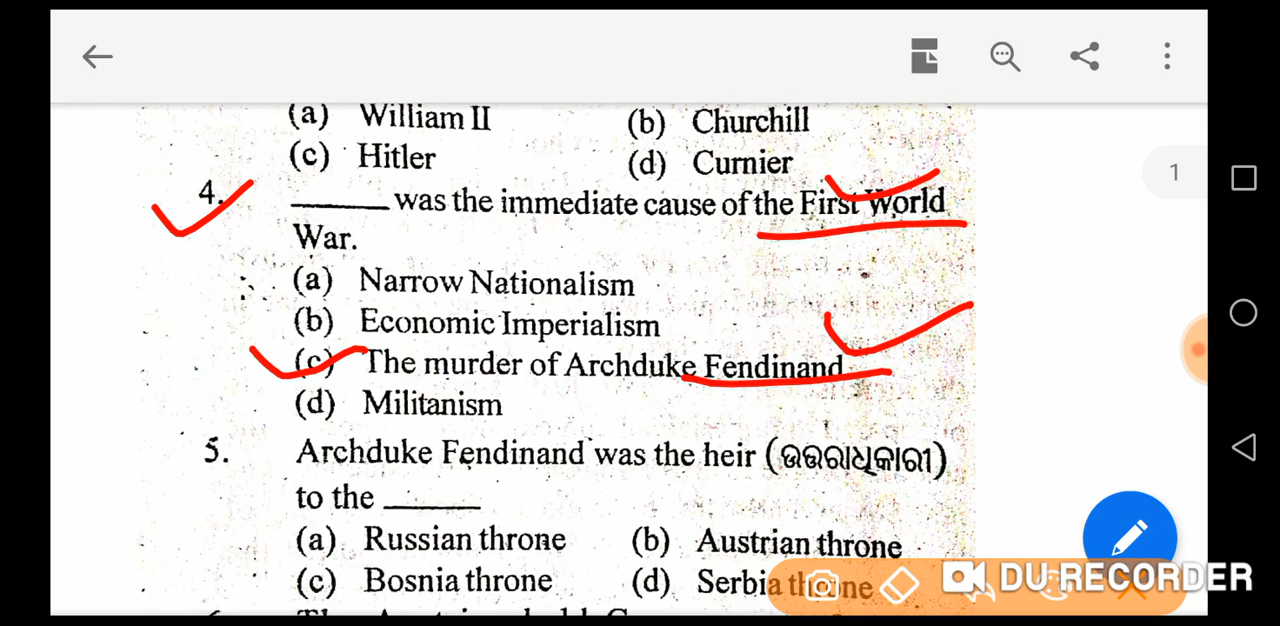 1
(a) William II (b) Churchill
(c) Hitler (d) Curnier
4. ______ was the immediate cause of the First World
War.
(a) Narrow Nationalism
(b) Economic Imperialism
(c) The murder of Archduke Fendinand
(d) Militanism
5. Archduke Fendinand was the heir (ଉତ୍ତରାଧିକାରୀ)
to the ______
(a) Russian throne (b) Austrian throne
(c) Bosnia throne (d) Serbia throne
DU RECORDER